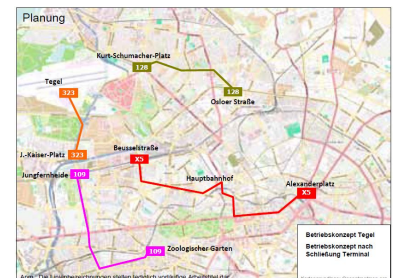 Planung
Kurt-Schumacher-Platz
128
Tegel
323
128
Osloer Straße
Beusselstraße
J.-Kaiser-Platz
323
X5
Jungfernheide
109
Hauptbahnhof
Alexanderplatz
X5
Betriebskonzept Tegel
Betriebskonzept nach
Schließung Terminal
109
Zoologischer Garten